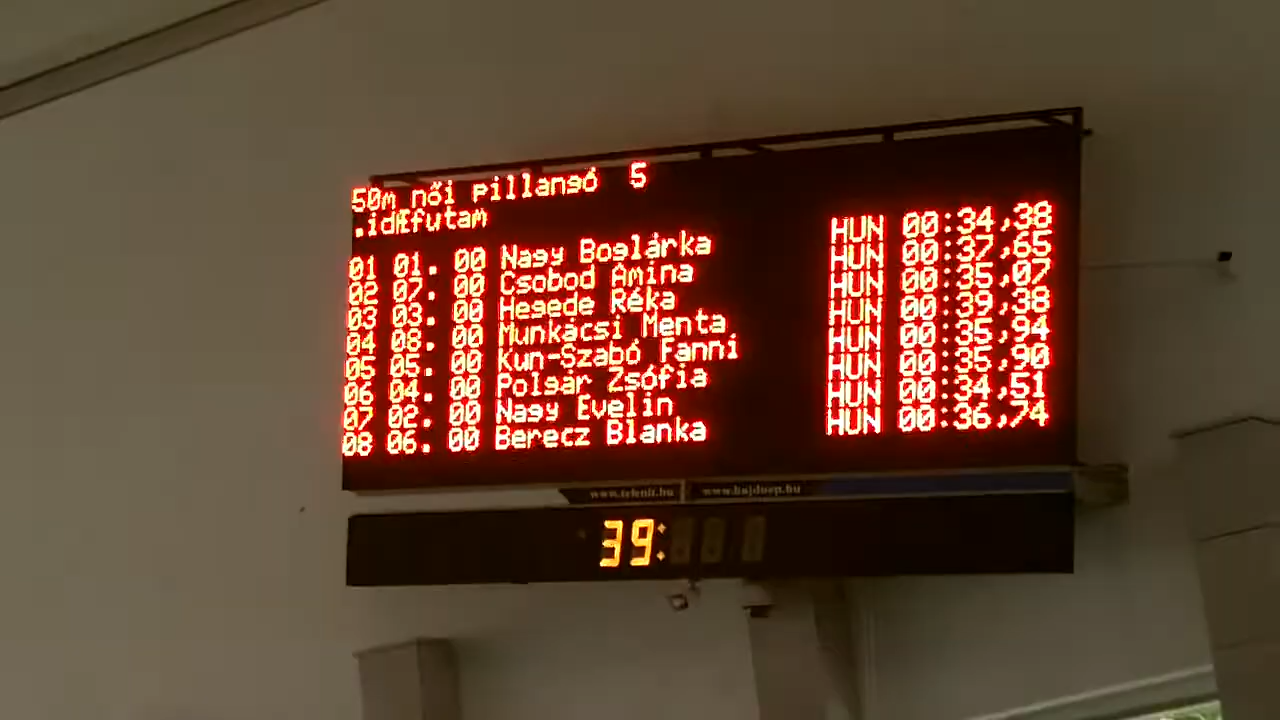 50m női pillangó 5
.idŒfutam
01 01. 00 Nagy Boglárka HUN 00:34,38
02 07. 00 Csobod Amina HUN 00:37,65
03 03. 00 Hegede Réka HUN 00:35,07
04 08. 00 Munkácsi Menta HUN 00:39,38
05 05. 00 Kun-Szabó Fanni HUN 00:35,94
06 04. 00 Polgár Zsófia HUN 00:35,90
07 02. 00 Nagy Evelin HUN 00:34,51
08 06. 00 Berecz Blanka HUN 00:36,74
www.telenit.hu www.hajduep.hu
39: